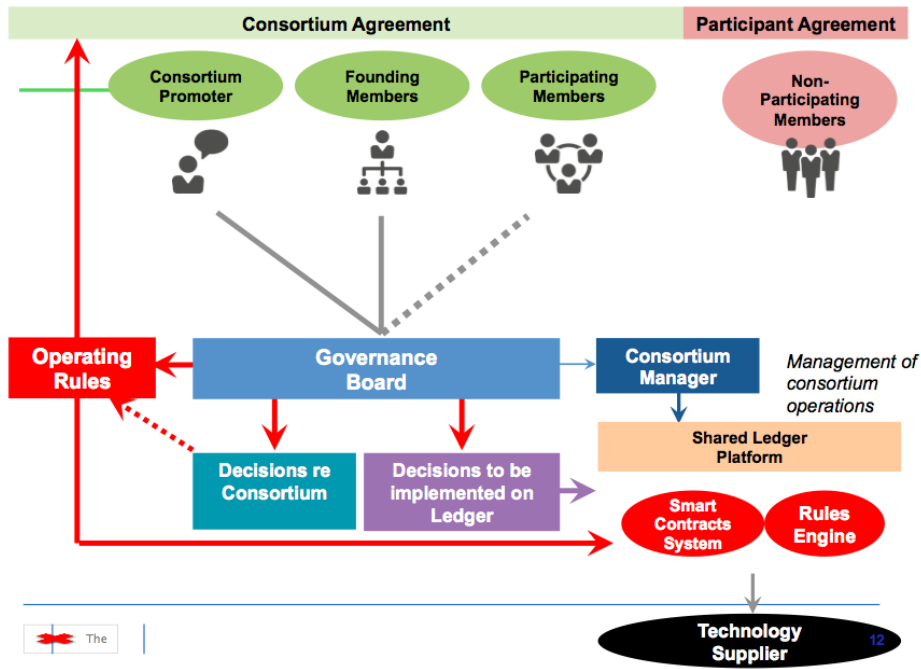 Consortium Agreement
Participant Agreement
Consortium
Promoter
Founding
Members
Participating
Members
Non-
Participating
Members
Operating
Rules
Governance
Board
Consortium
Manager
Management of
consortium
operations
Shared Ledger
Platform
Decisions re
Consortium
Decisions to be
implemented on
Ledger
Smart
Contracts
System
Rules
Engine
Technology
Supplier
12
The